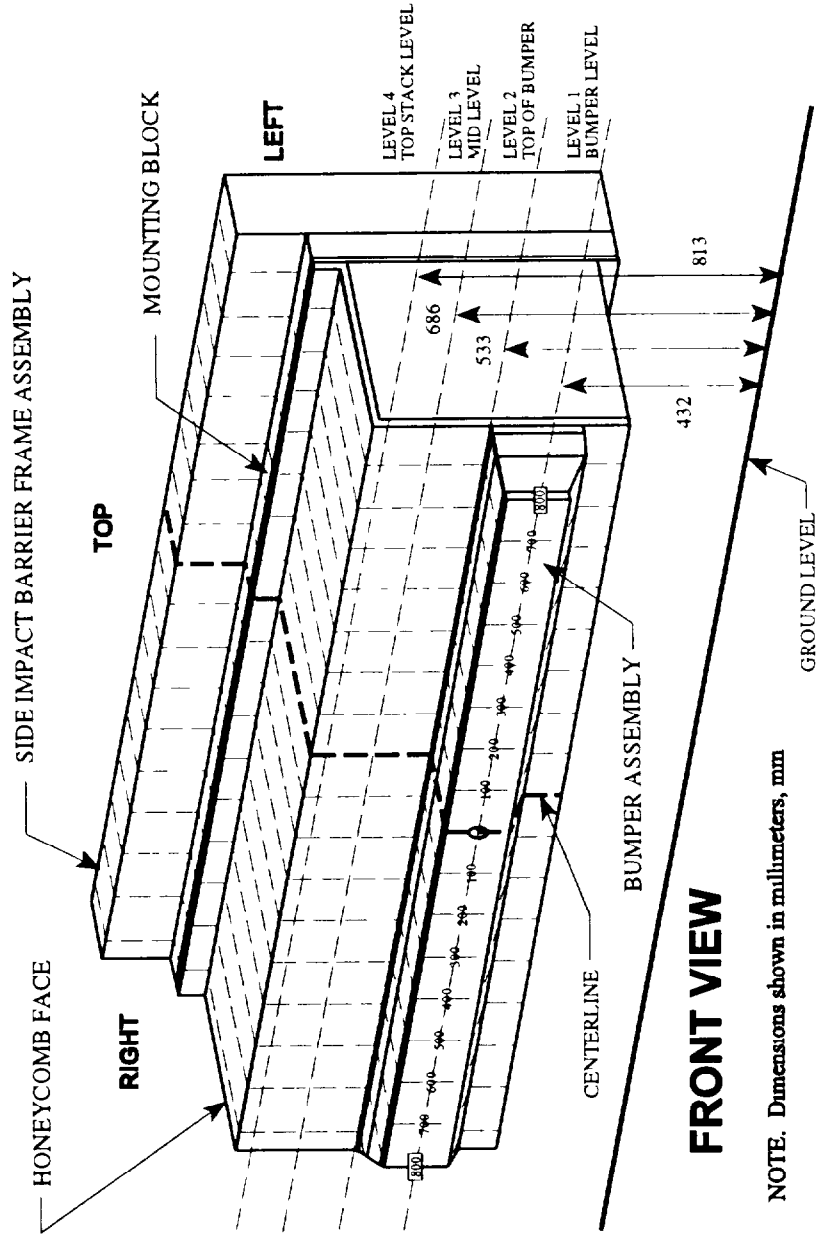 SIDE IMPACT BARRIER FRAME ASSEMBLY
HONEYCOMB FACE
TOP
MOUNTING BLOCK
RIGHT
LEFT
LEVEL 4
TOP STACK LEVEL
LEVEL 3
MID LEVEL
LEVEL 2
TOP OF BUMPER
LEVEL 1
BUMPER LEVEL
813
686
533
432
800 700 600 500 400 300 200 100 0 100 200 300 400 500 600 700 800
BUMPER ASSEMBLY
CENTERLINE
GROUND LEVEL
FRONT VIEW
NOTE. Dimensions shown in millimeters, mm